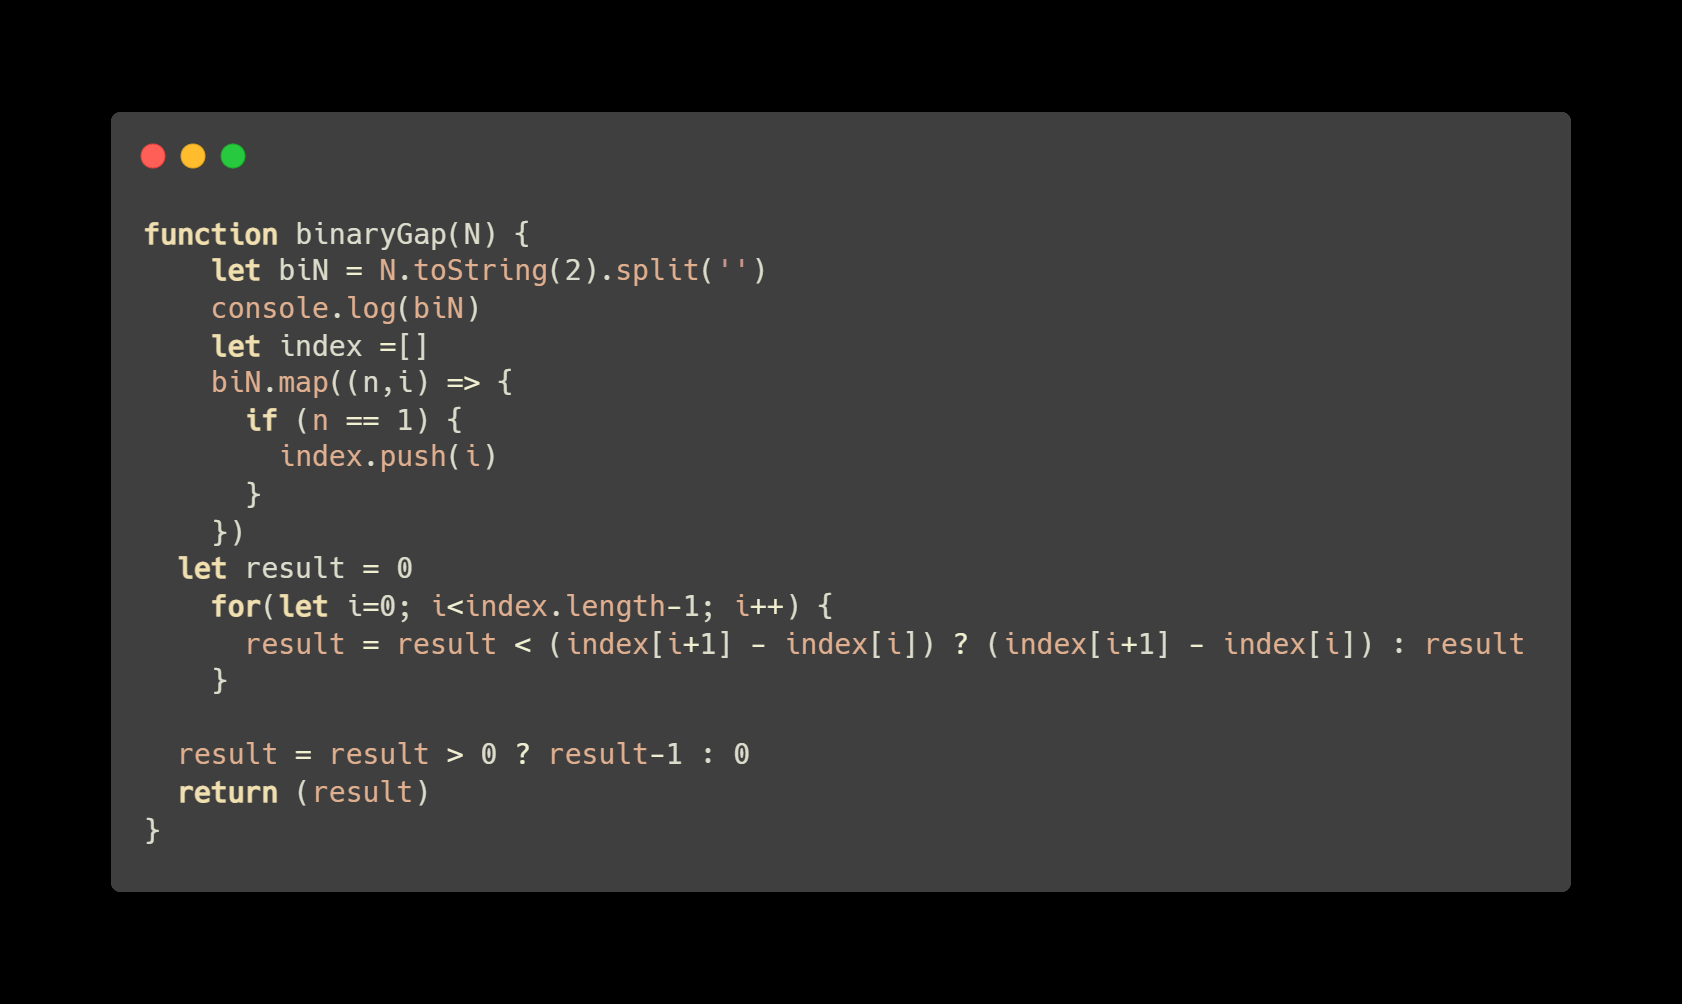 function binaryGap(N) {
    let biN = N.toString(2).split('')
    console.log(biN)
    let index =[]
    biN.map((n,i) => {
      if (n == 1) {
        index.push(i)
      }
    })
  let result = 0
    for(let i=0; i<index.length-1; i++) {
      result = result < (index[i+1] - index[i]) ? (index[i+1] - index[i]) : result
    }

  result = result > 0 ? result-1 : 0
  return (result)
}